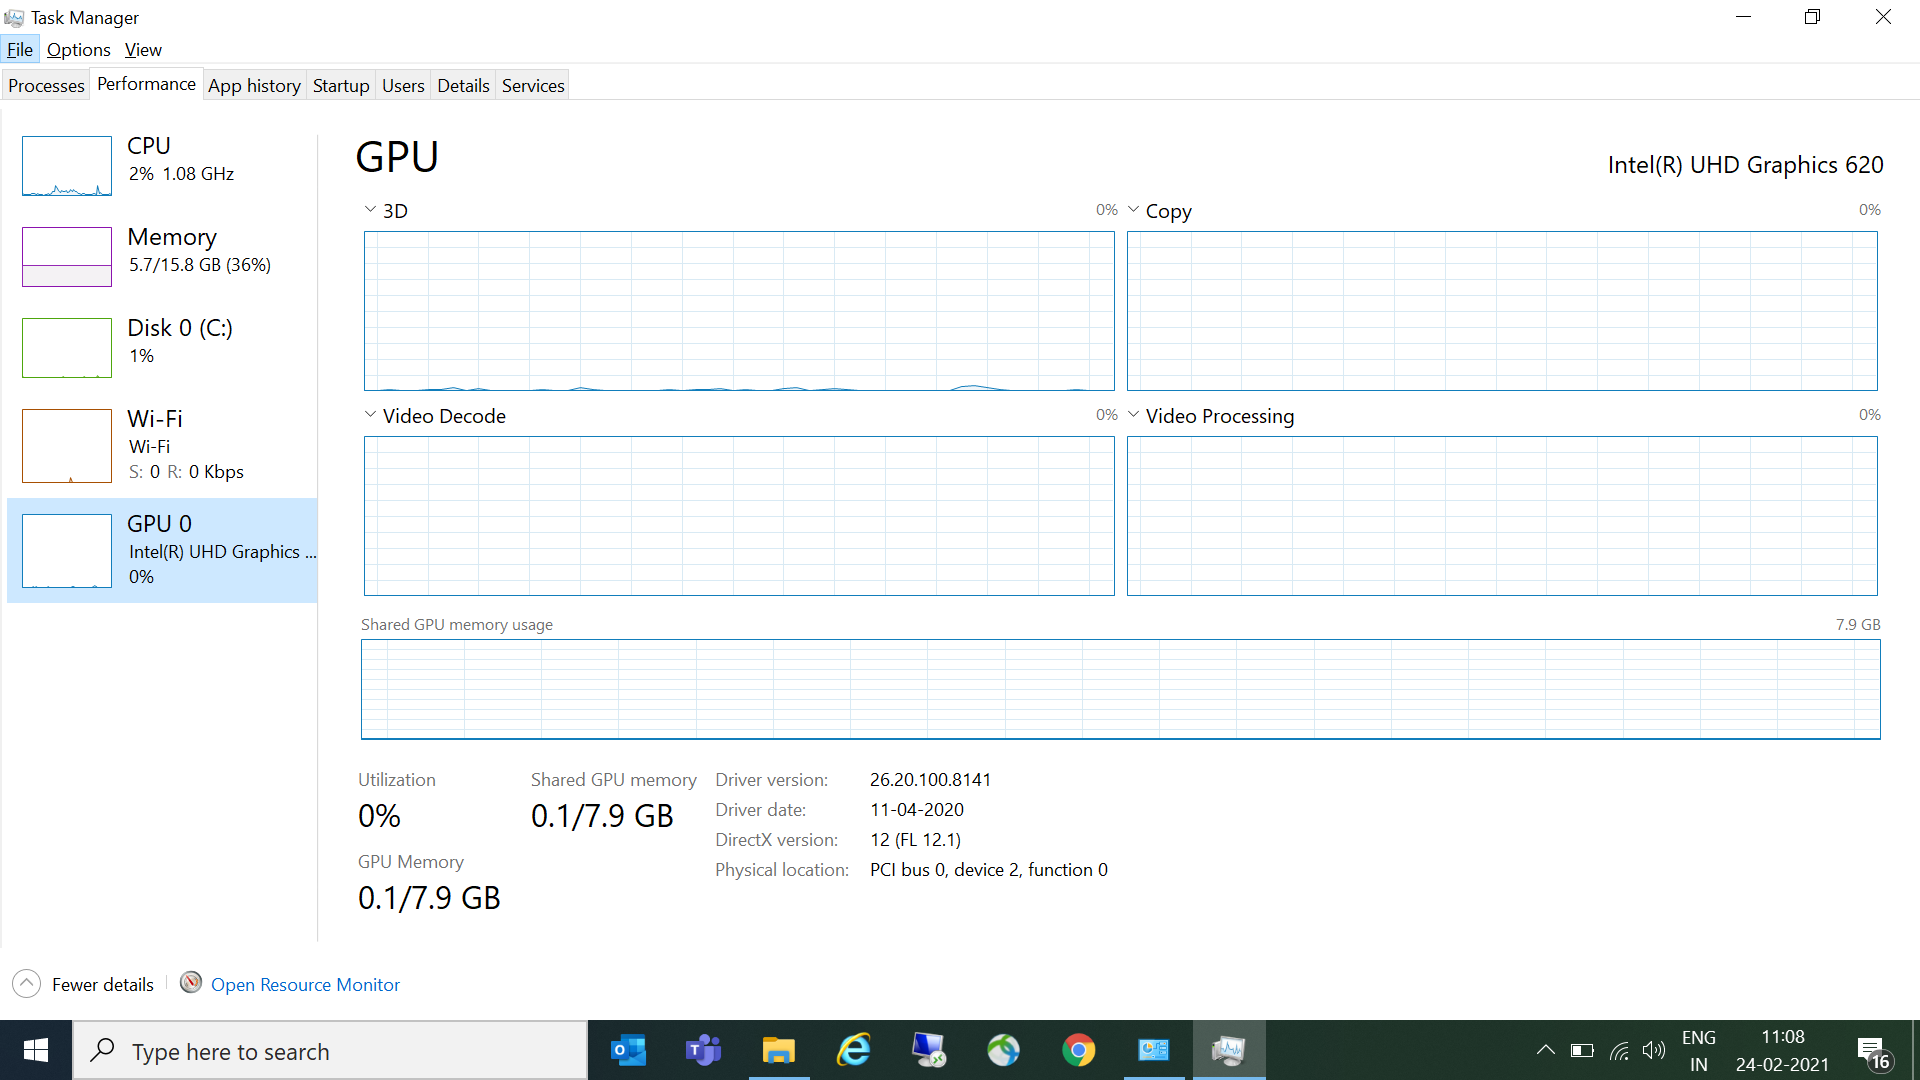 Task Manager
File Options View
Processes Performance App history Startup Users Details Services
CPU
2% 1.08 GHz
Memory
5.7/15.8 GB (36%)
Disk 0 (C:)
1%
Wi-Fi
Wi-Fi
S: 0 R: 0 Kbps
GPU 0
Intel(R) UHD Graphics ...
0%
GPU
Intel(R) UHD Graphics 620
3D 0%
Copy 0%
Video Decode 0%
Video Processing 0%
Shared GPU memory usage 7.9 GB
Utilization
0%
Shared GPU memory
0.1/7.9 GB
GPU Memory
0.1/7.9 GB
Driver version: 26.20.100.8141
Driver date: 11-04-2020
DirectX version: 12 (FL 12.1)
Physical location: PCI bus 0, device 2, function 0
Fewer details
Open Resource Monitor
Type here to search
ENG
IN
11:08
24-02-2021
16